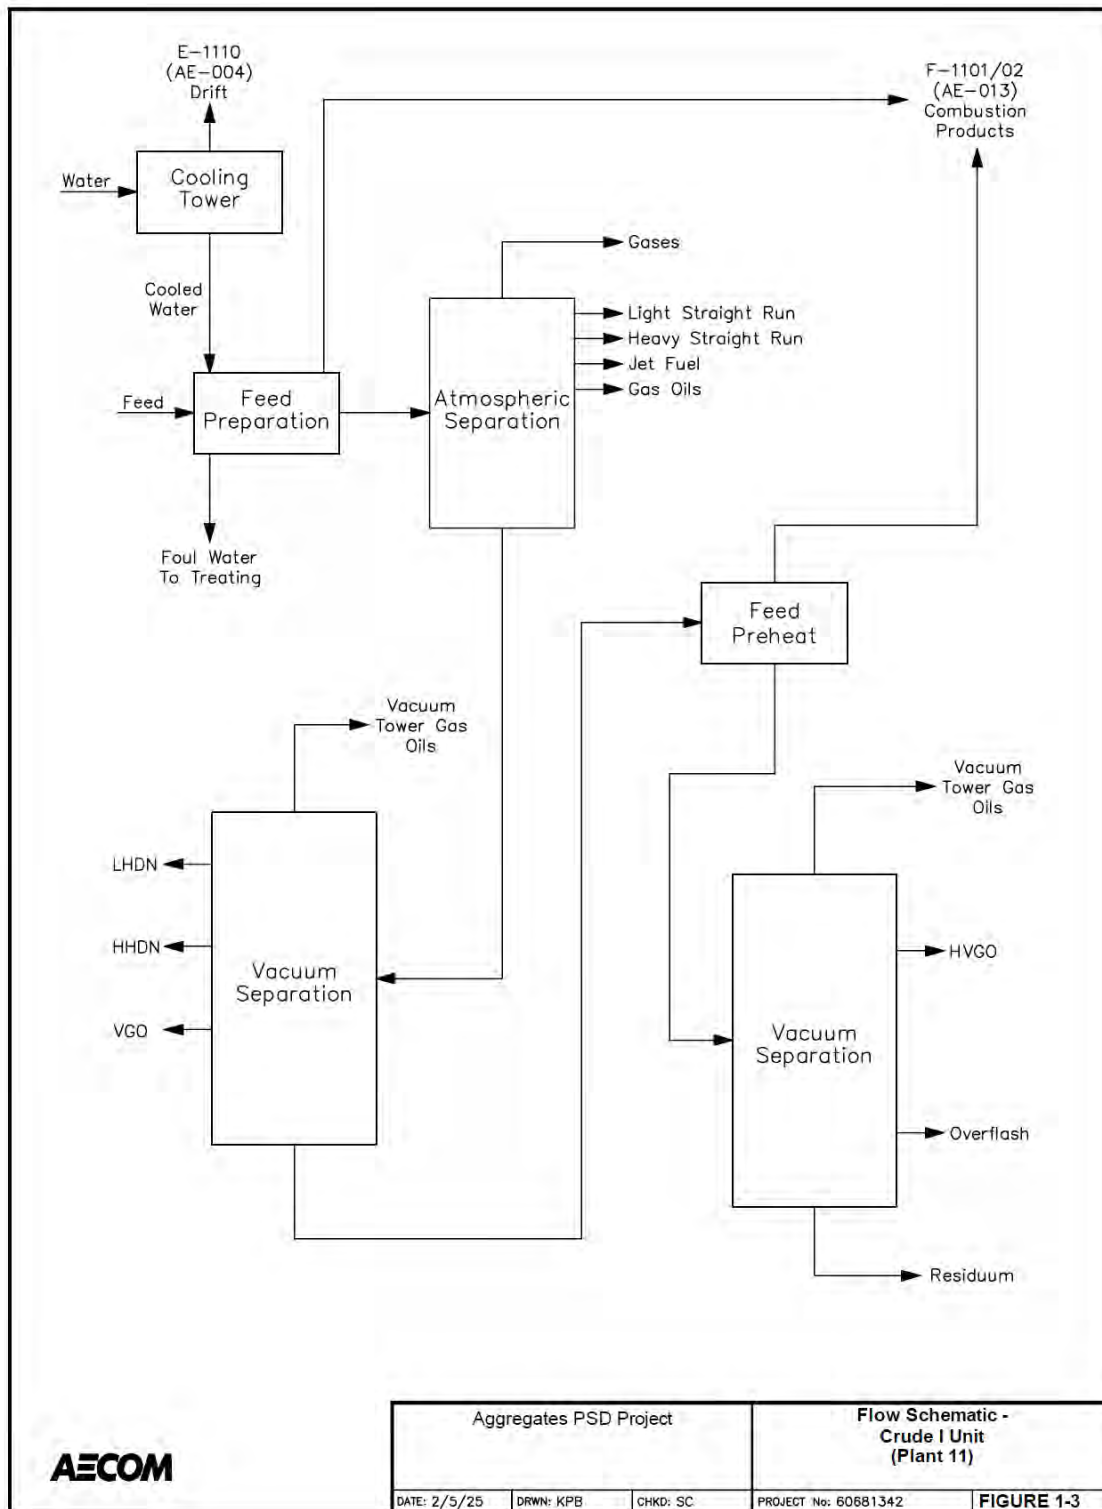 E-1110
(AE-004)
Drift
F-1101/02
(AE-013)
Combustion
Products
Water
Cooling
Tower
Gases
Cooled
Water
Light Straight Run
Heavy Straight Run
Jet Fuel
Gas Oils
Feed
Feed
Preparation
Atmospheric
Separation
Foul Water
To Treating
Feed
Preheat
Vacuum
Tower Gas
Oils
Vacuum
Tower Gas
Oils
LHDN
HHDN
VGO
Vacuum
Separation
HVGO
Vacuum
Separation
Overflash
Residuum
AECOM
Aggregates PSD Project
Flow Schematic -
Crude I Unit
(Plant 11)
DATE: 2/5/25
DRWN: KPB
CHKD: SC
PROJECT No: 60681342
FIGURE 1-3